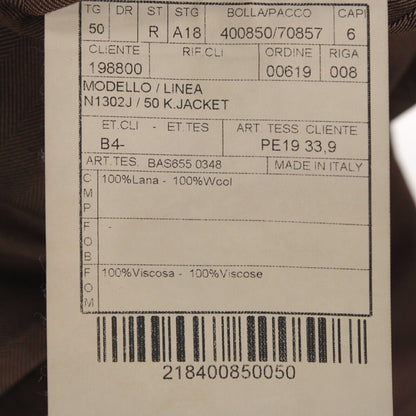 TG DR ST STG BOLLA/PACCO CAPI
50 R A18 400850/70857 6
CLIENTE RIF.CLI ORDINE RIGA
198800 00619 008
MODELLO / LINEA
N1302J / 50 K.JACKET
ET.CLI - ET.TES ART. TESS CLIENTE
B4- PE19 33,9
ART.TES. BAS655 0348 MADE IN ITALY
COMP 100%Lana - 100%Wool
FOB
FOM 100%Viscosa - 100%Viscose
218400850050